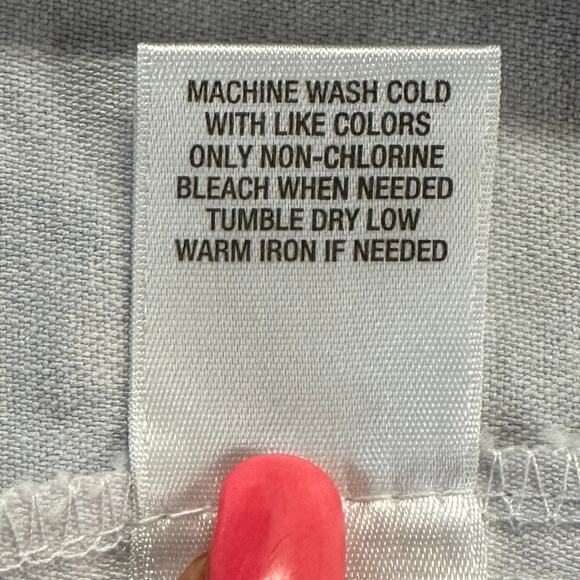 MACHINE WASH COLD
WITH LIKE COLORS
ONLY NON-CHLORINE
BLEACH WHEN NEEDED
TUMBLE DRY LOW
WARM IRON IF NEEDED